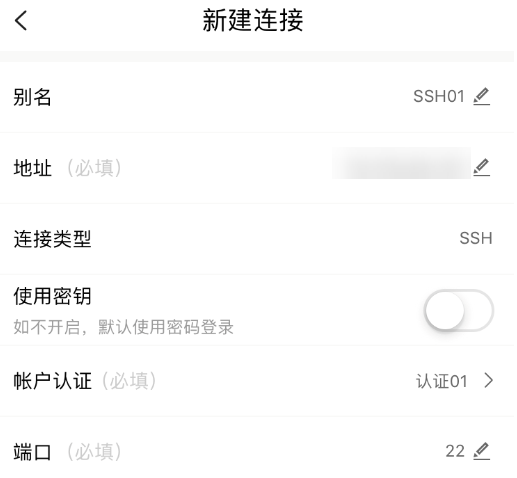 新建连接
别名 SSH01
地址（必填）
连接类型 SSH
使用密钥
如不开启，默认使用密码登录
帐户认证（必填） 认证01
端口（必填） 22